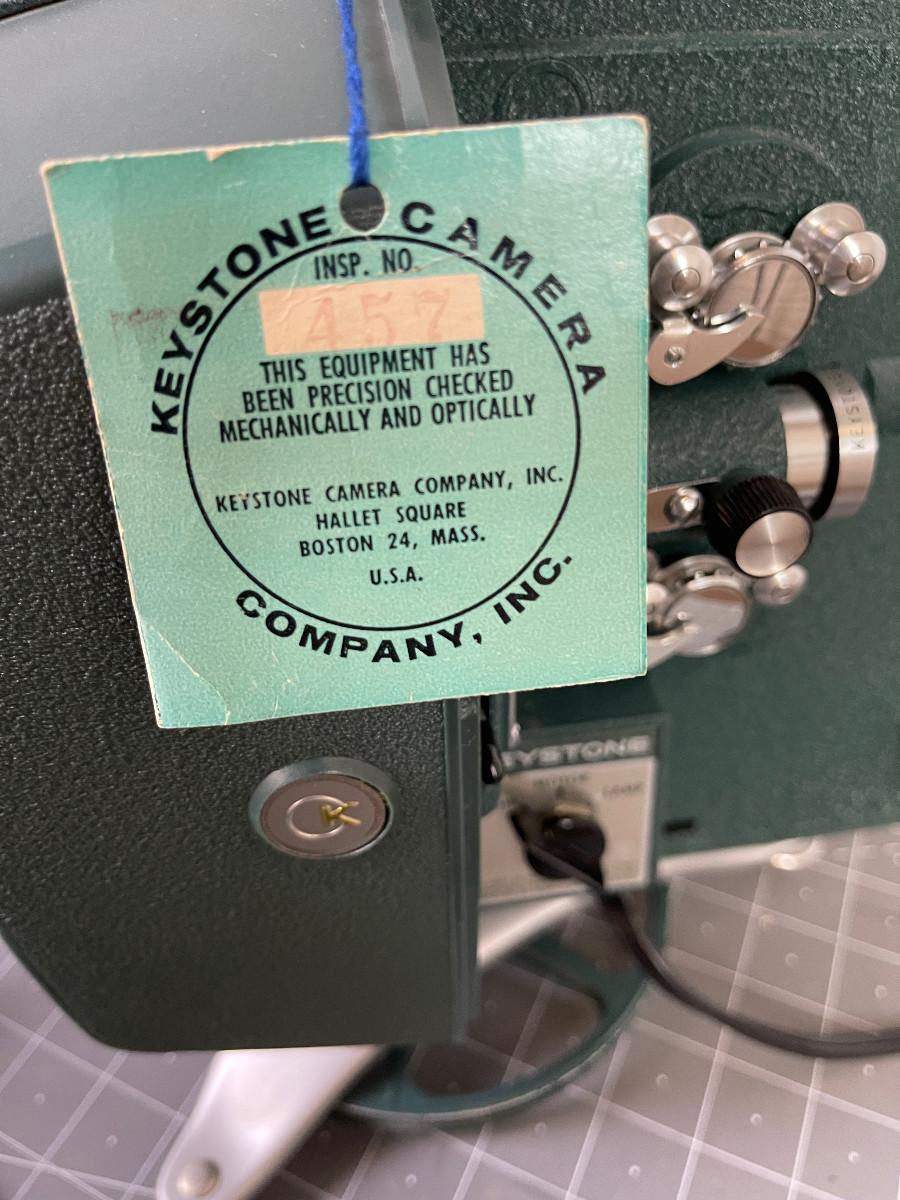 KEYSTONE CAMERA
INSP. NO.
457
THIS EQUIPMENT HAS
BEEN PRECISION CHECKED
MECHANICALLY AND OPTICALLY
KEYSTONE CAMERA COMPANY, INC.
HALLET SQUARE
BOSTON 24, MASS.
U.S.A.
COMPANY, INC.
K
KEYSTONE